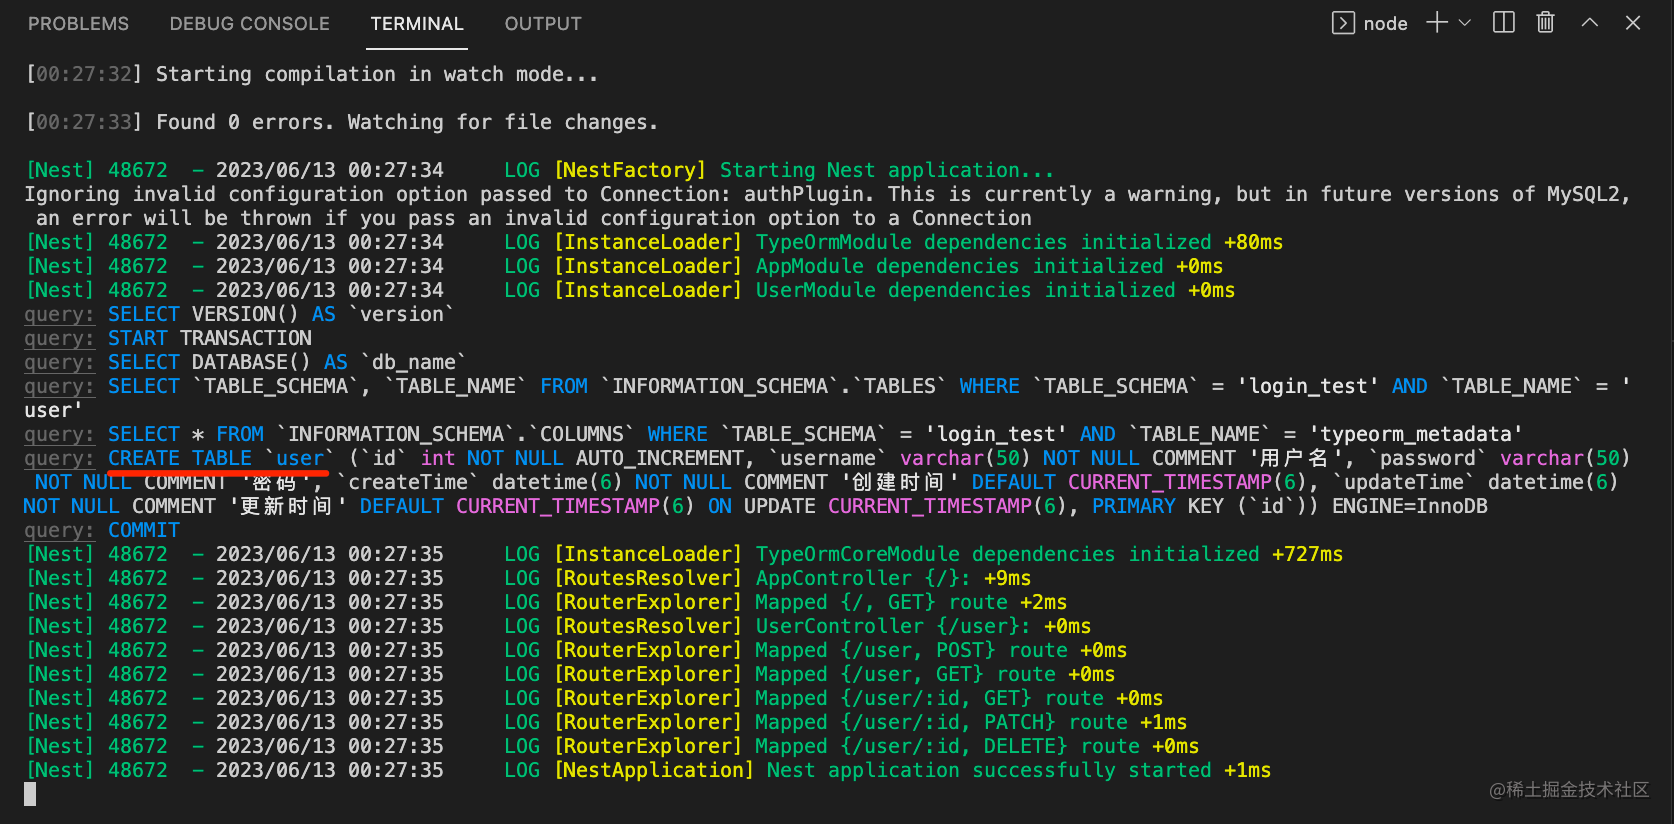 PROBLEMS DEBUG CONSOLE TERMINAL OUTPUT node
[00:27:32] Starting compilation in watch mode...
[00:27:33] Found 0 errors. Watching for file changes.
[Nest] 48672  - 2023/06/13 00:27:34     LOG [NestFactory] Starting Nest application...
Ignoring invalid configuration option passed to Connection: authPlugin. This is currently a warning, but in future versions of MySQL2,
 an error will be thrown if you pass an invalid configuration option to a Connection
[Nest] 48672  - 2023/06/13 00:27:34     LOG [InstanceLoader] TypeOrmModule dependencies initialized +80ms
[Nest] 48672  - 2023/06/13 00:27:34     LOG [InstanceLoader] AppModule dependencies initialized +0ms
[Nest] 48672  - 2023/06/13 00:27:34     LOG [InstanceLoader] UserModule dependencies initialized +0ms
query: SELECT VERSION() AS `version`
query: START TRANSACTION
query: SELECT DATABASE() AS `db_name`
query: SELECT `TABLE_SCHEMA`, `TABLE_NAME` FROM `INFORMATION_SCHEMA`.`TABLES` WHERE `TABLE_SCHEMA` = 'login_test' AND `TABLE_NAME` = '
user'
query: SELECT * FROM `INFORMATION_SCHEMA`.`COLUMNS` WHERE `TABLE_SCHEMA` = 'login_test' AND `TABLE_NAME` = 'typeorm_metadata'
query: CREATE TABLE `user` (`id` int NOT NULL AUTO_INCREMENT, `username` varchar(50) NOT NULL COMMENT '用户名', `password` varchar(50)
 NOT NULL COMMENT '密码', `createTime` datetime(6) NOT NULL COMMENT '创建时间' DEFAULT CURRENT_TIMESTAMP(6), `updateTime` datetime(6)
NOT NULL COMMENT '更新时间' DEFAULT CURRENT_TIMESTAMP(6) ON UPDATE CURRENT_TIMESTAMP(6), PRIMARY KEY (`id`)) ENGINE=InnoDB
query: COMMIT
[Nest] 48672  - 2023/06/13 00:27:35     LOG [InstanceLoader] TypeOrmCoreModule dependencies initialized +727ms
[Nest] 48672  - 2023/06/13 00:27:35     LOG [RoutesResolver] AppController {/}: +9ms
[Nest] 48672  - 2023/06/13 00:27:35     LOG [RouterExplorer] Mapped {/, GET} route +2ms
[Nest] 48672  - 2023/06/13 00:27:35     LOG [RoutesResolver] UserController {/user}: +0ms
[Nest] 48672  - 2023/06/13 00:27:35     LOG [RouterExplorer] Mapped {/user, POST} route +0ms
[Nest] 48672  - 2023/06/13 00:27:35     LOG [RouterExplorer] Mapped {/user, GET} route +0ms
[Nest] 48672  - 2023/06/13 00:27:35     LOG [RouterExplorer] Mapped {/user/:id, GET} route +0ms
[Nest] 48672  - 2023/06/13 00:27:35     LOG [RouterExplorer] Mapped {/user/:id, PATCH} route +1ms
[Nest] 48672  - 2023/06/13 00:27:35     LOG [RouterExplorer] Mapped {/user/:id, DELETE} route +0ms
[Nest] 48672  - 2023/06/13 00:27:35     LOG [NestApplication] Nest application successfully started +1ms
@稀土掘金技术社区